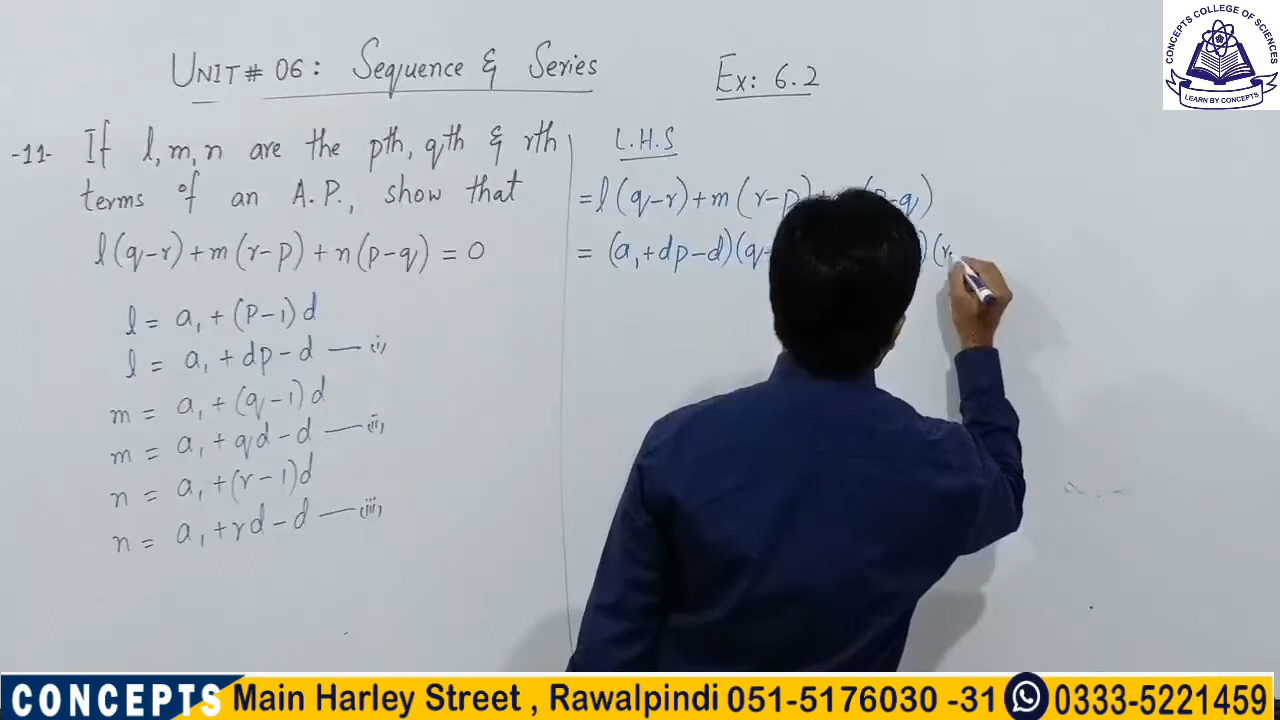 UNIT # 06: Sequence & Series
Ex: 6.2
-11- If l, m, n are the pth, qth & rth
terms of an A.P., show that
l(q-r)+m(r-p)+n(p-q)=0
l = a₁+(P-1)d
l = a₁+dp-d —(i)
m = a₁+(q-1)d
m = a₁+qd-d —(ii)
n = a₁+(r-1)d
n = a₁+rd-d —(iii)
L.H.S
=l(q-r)+m(r-p)+ -q)
= (a₁+dp-d)(q- )(r-
CONCEPTS COLLEGE OF SCIENCES
LEARN BY CONCEPTS
CONCEPTS Main Harley Street , Rawalpindi 051-5176030 -31 0333-5221459